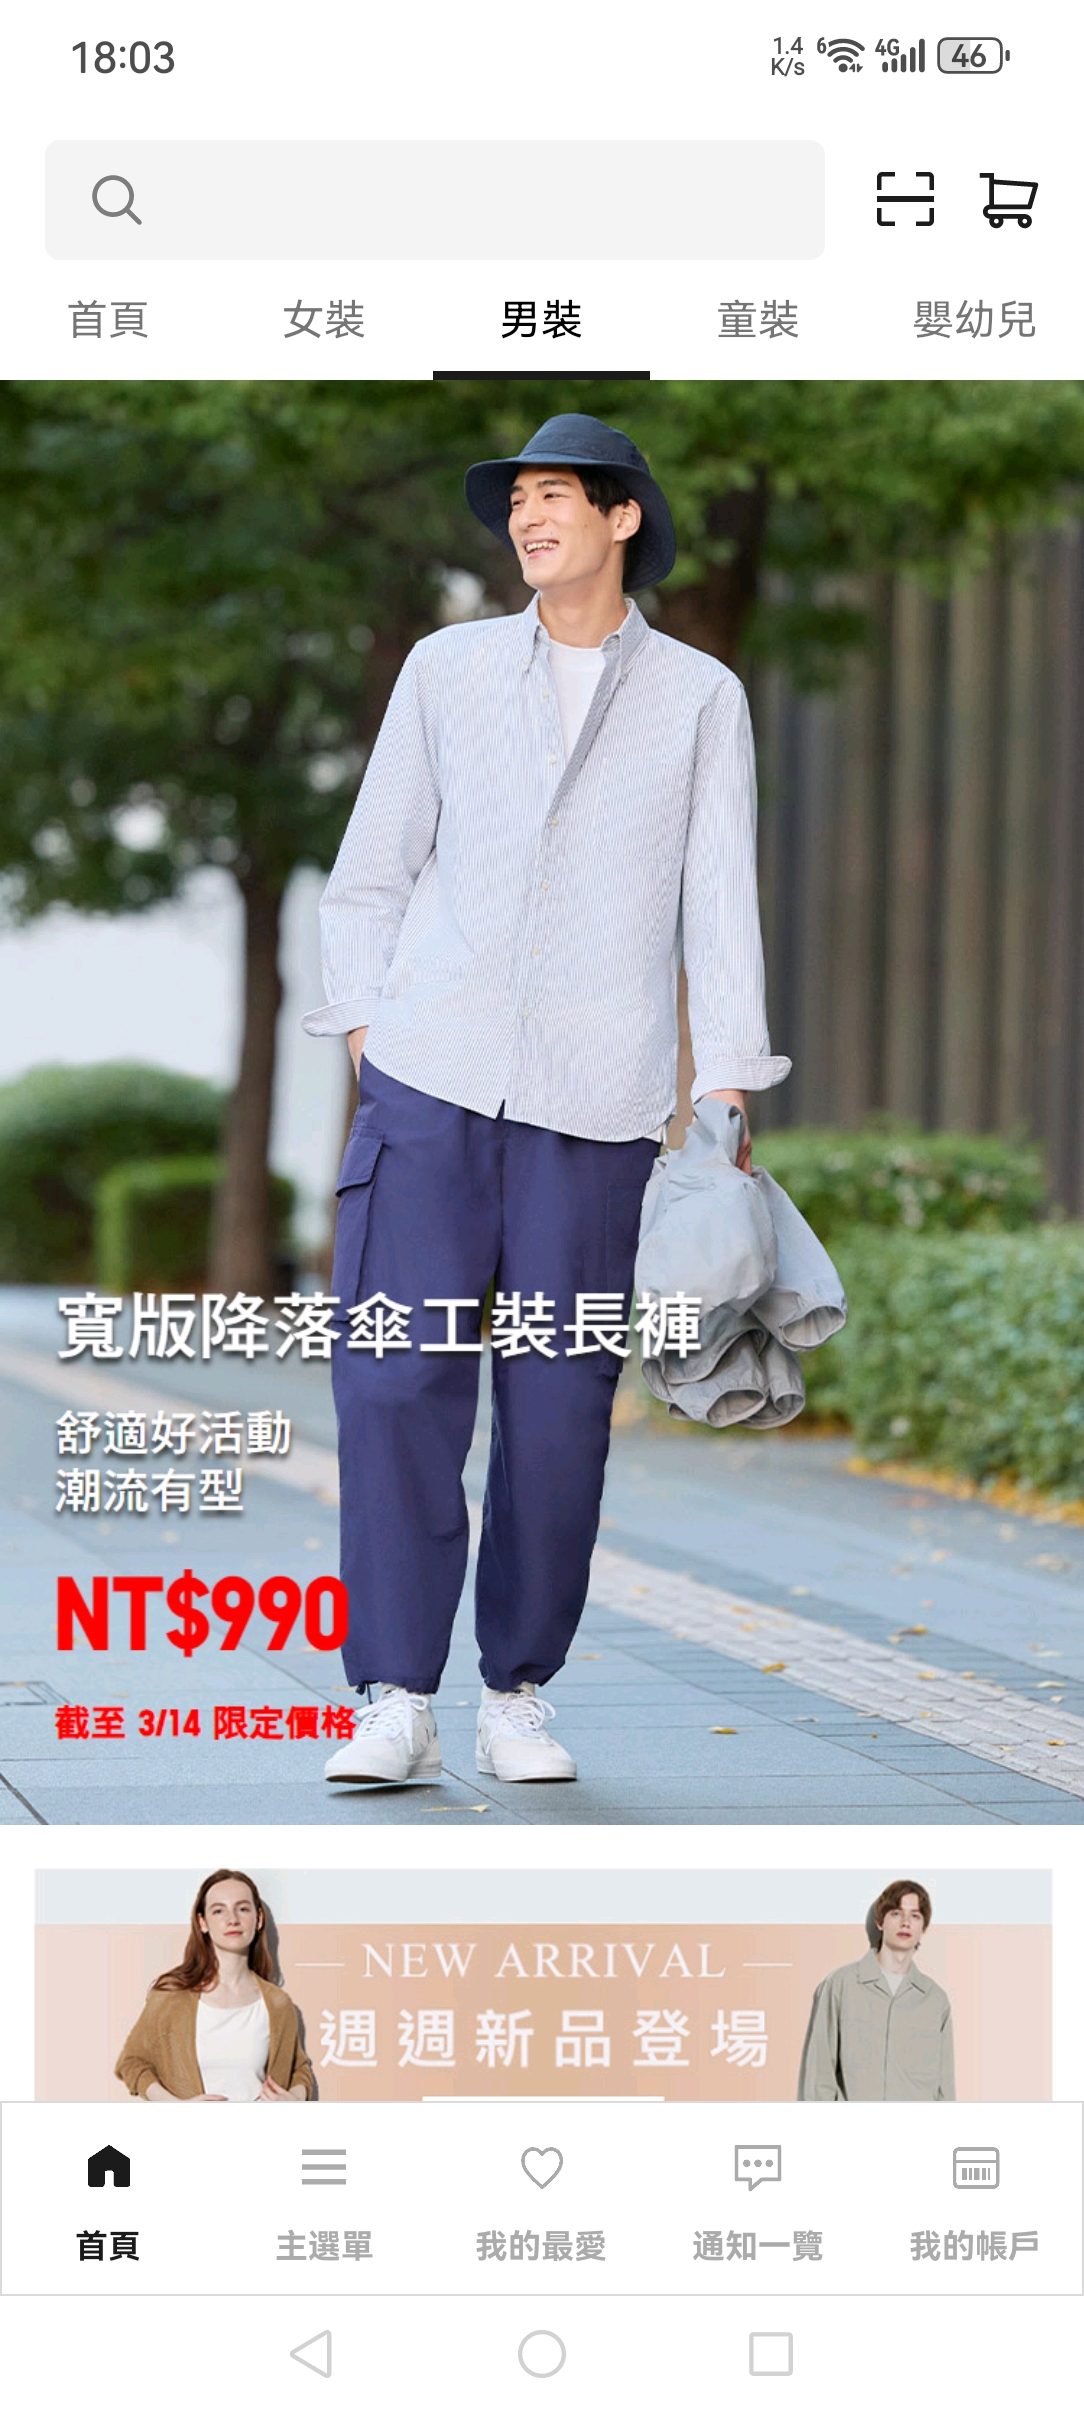 18:03
1.4 K/s
6
4G
46
首頁 女裝 男裝 童裝 嬰幼兒
寬版降落傘工裝長褲
舒適好活動
潮流有型
NT$990
截至 3/14 限定價格
NEW ARRIVAL
週週新品登場
首頁 主選單 我的最愛 通知一覽 我的帳戶